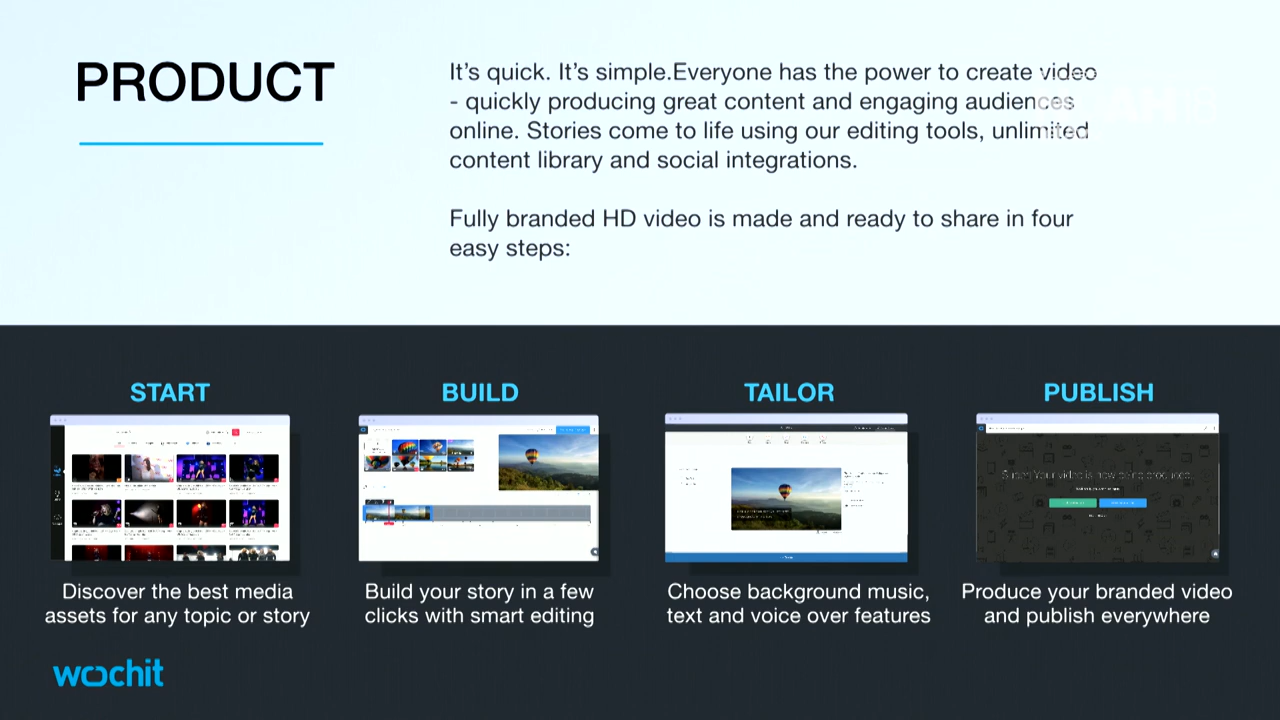 PRODUCT
It's quick. It's simple.Everyone has the power to create video
- quickly producing great content and engaging audiences
online. Stories come to life using our editing tools, unlimited
content library and social integrations.
Fully branded HD video is made and ready to share in four
easy steps:
START
BUILD
TAILOR
PUBLISH
Discover the best media
assets for any topic or story
Build your story in a few
clicks with smart editing
Choose background music,
text and voice over features
Produce your branded video
and publish everywhere
wochit